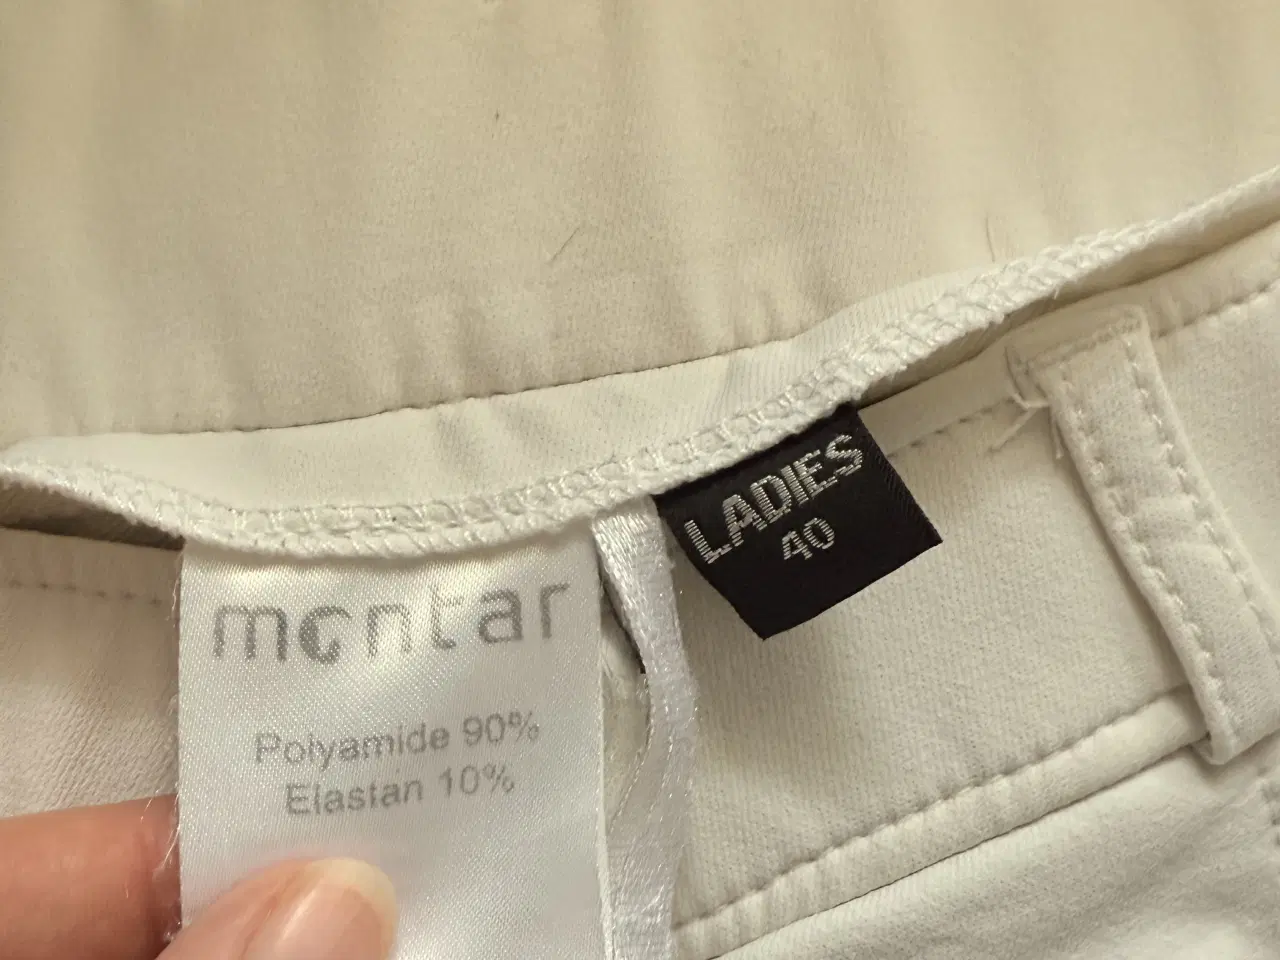 montar
Polyamide 90%
Elastan 10%
LADIES
40